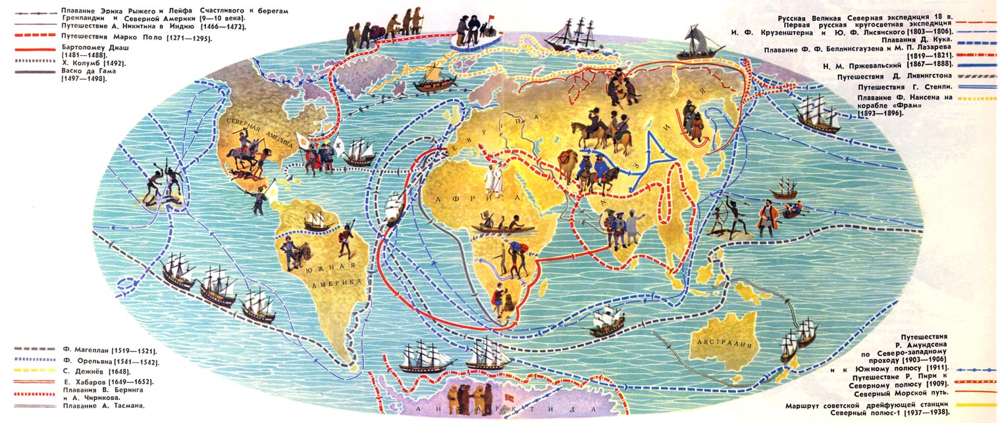 Плавание Эрика Рыжего и Лейфа Счастливого к берегам
Гренландии и Северной Америки (9—10 века).
Путешествие А. Никитина в Индию (1466—1472).
Путешествия Марко Поло (1271—1295).
Бартоломеу Диаш
(1481—1488).
Х. Колумб (1492).
Васко да Гама
(1497—1498).
Русская Великая Северная экспедиция 18 в.
Первая русская кругосветная экспедиция
И. Ф. Крузенштерна и Ю. Ф. Лисянского (1803—1806).
Плавания Д. Кука.
Плавание Ф. Ф. Беллинсгаузена и М. П. Лазарева
(1819—1821).
Н. М. Пржевальский (1867—1888).
Путешествия Д. Ливингстона
Путешествия Г. Стенли.
Плавание Ф. Нансена на
корабле «Фрам»
(1893—1896).
СЕВЕРНАЯ АМЕРИКА
ЕВРОПА
АЗИЯ
АФРИКА
ЮЖНАЯ
АМЕРИКА
АВСТРАЛИЯ
АНТАРКТИДА
Ф. Магеллан (1519—1521).
Ф. Орельяна (1541—1542).
С. Дежнёв (1648).
Е. Хабаров (1649—1652).
Плавания В. Беринга
и А. Чирикова.
Плавание А. Тасмана.
Путешествия
Р. Амундсена
по Северо-западному
проходу (1903—1906)
и к Южному полюсу (1911).
Путешествие Р. Пири к
Северному полюсу (1909).
Северный Морской путь.
Маршрут советской дрейфующей станции
Северный полюс-1 (1937—1938).